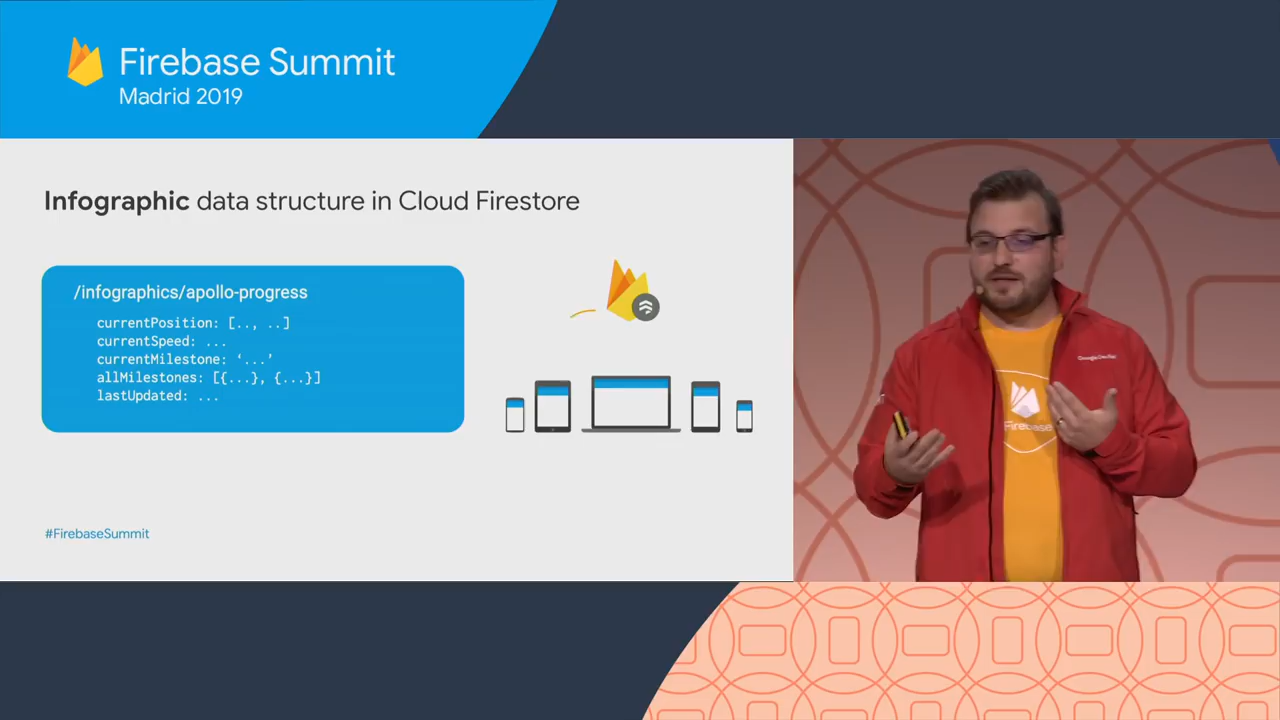 Firebase Summit
Madrid 2019
Infographic data structure in Cloud Firestore
/infographics/apollo-progress
currentPosition: [.., ..]
currentSpeed: ...
currentMilestone: ‘...’
allMilestones: [{...}, {...}]
lastUpdated: ...
#FirebaseSummit
Firebase